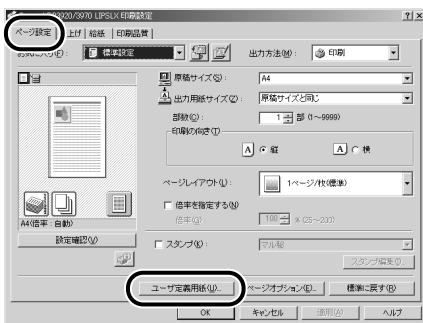 3920/3970 LIPSLX 印刷設定
ページ設定 上げ 給紙 印刷品質
標準設定 出力方法(M): 印刷
原稿サイズ(S): A4
出力用紙サイズ(Z): 原稿サイズと同じ
部数(C): 1 部 (1~9999)
印刷の向き(T)
A 縦 A 横
ページレイアウト(L): 1ページ/枚(標準)
倍率を指定する(N)
倍率(G): 100 % (25~200)
A4(倍率: 自動)
設定確認(V)
スタンプ(K): マル秘
スタンプ編集(I)...
ユーザ定義用紙(U)... ページオプション(E)... 標準に戻す(R)
OK キャンセル 適用(A) ヘルプ